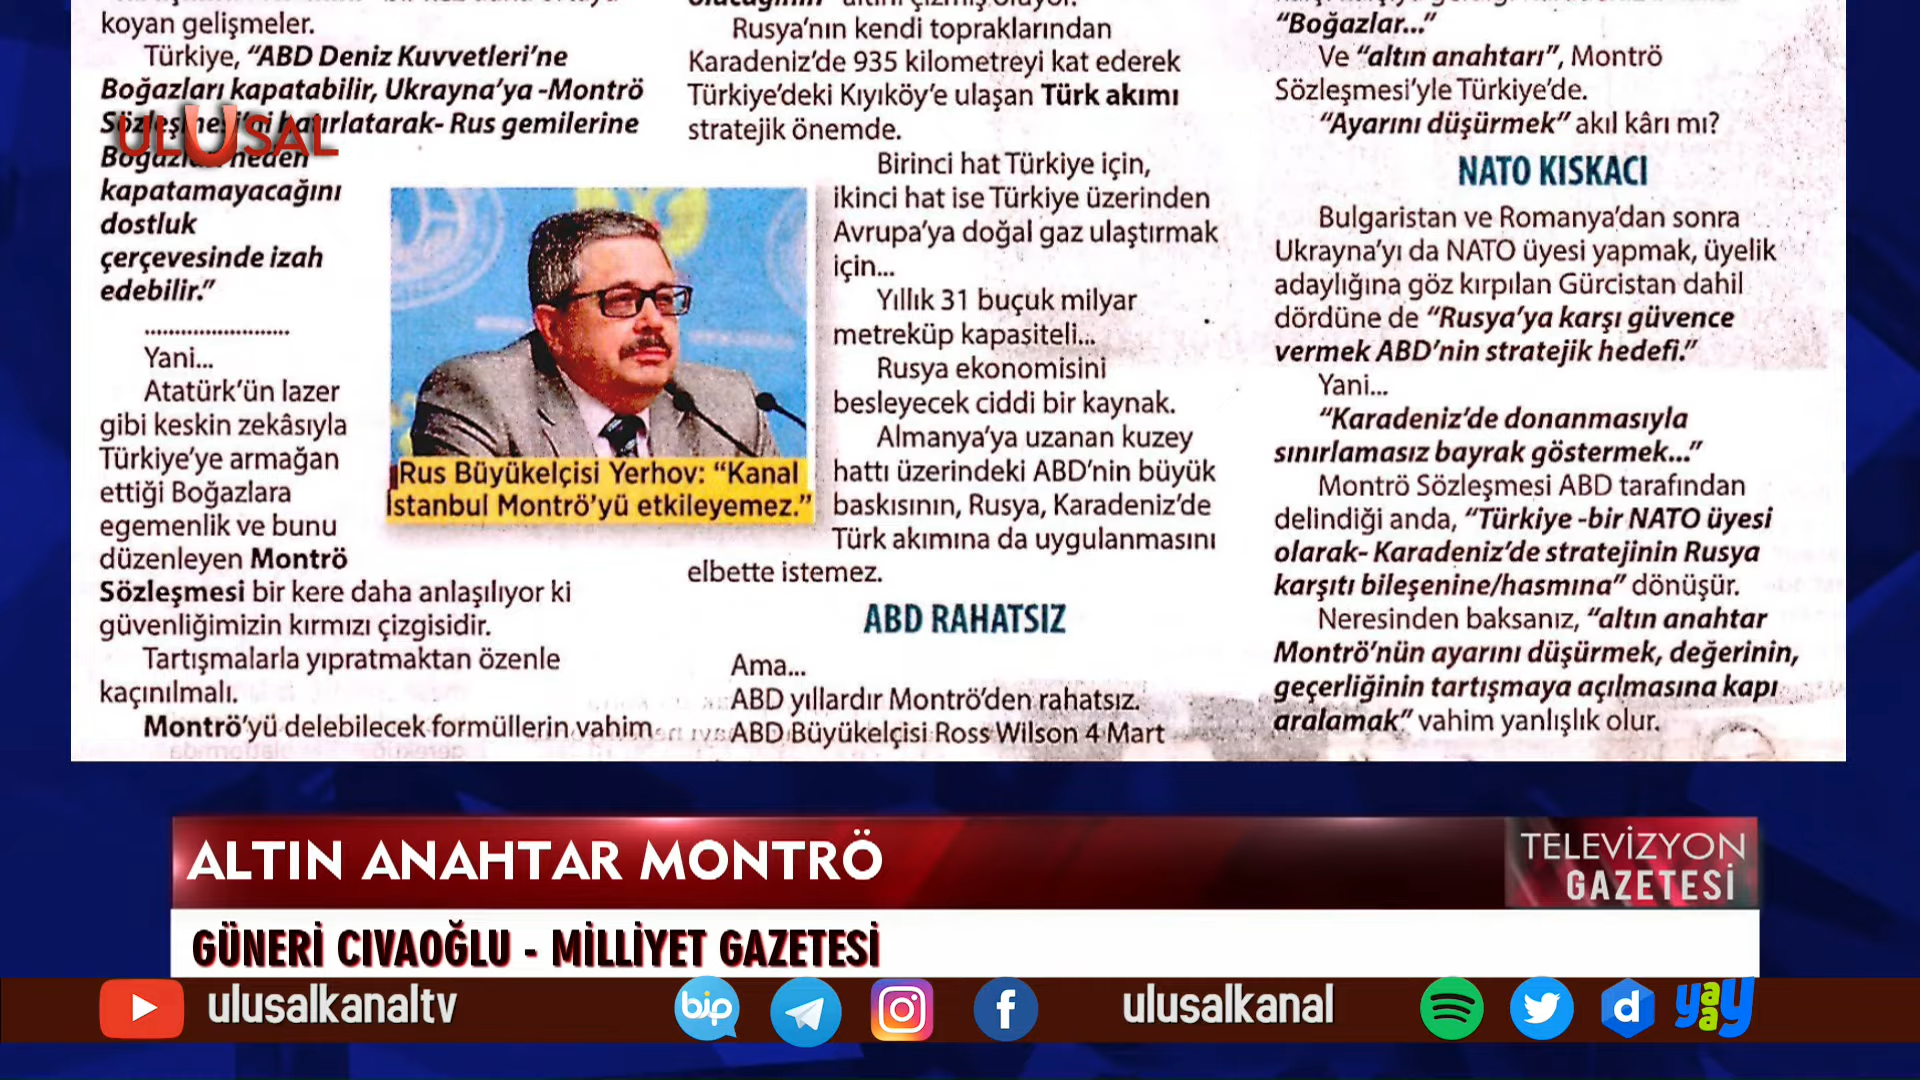 koyan gelişmeler.
Türkiye, “ABD Deniz Kuvvetleri’ne
Boğazları kapatabilir, Ukrayna’ya -Montrö
hatırlatarak- Rus gemilerine
neden
kapatamayacağını
dostluk
çerçevesinde izah
edebilir.”
........................
Yani...
Atatürk’ün lazer
gibi keskin zekâsıyla
Türkiye’ye armağan
ettiği Boğazlara
egemenlik ve bunu
düzenleyen Montrö
Sözleşmesi bir kere daha anlaşılıyor ki
güvenliğimizin kırmızı çizgisidir.
Tartışmalarla yıpratmaktan özenle
kaçınılmalı.
Montrö’yü delebilecek formüllerin vahim
ULUSAL
Rus Büyükelçisi Yerhov: “Kanal
İstanbul Montrö’yü etkileyemez.”
Rusya’nın kendi topraklarından
Karadeniz’de 935 kilometreyi kat ederek
Türkiye’deki Kıyıköy’e ulaşan Türk akımı
stratejik önemde.
Birinci hat Türkiye için,
ikinci hat ise Türkiye üzerinden
Avrupa’ya doğal gaz ulaştırmak
için...
Yıllık 31 buçuk milyar
metreküp kapasiteli...
Rusya ekonomisini
besleyecek ciddi bir kaynak.
Almanya’ya uzanan kuzey
hattı üzerindeki ABD’nin büyük
baskısının, Rusya, Karadeniz’de
Türk akımına da uygulanmasını
elbette istemez.
ABD RAHATSIZ
Ama...
ABD yıllardır Montrö’den rahatsız.
ABD Büyükelçisi Ross Wilson 4 Mart
“Boğazlar...”
Ve “altın anahtarı”, Montrö
Sözleşmesi’yle Türkiye’de.
“Ayarını düşürmek” akıl kârı mı?
NATO KISKACI
Bulgaristan ve Romanya’dan sonra
Ukrayna’yı da NATO üyesi yapmak, üyelik
adaylığına göz kırpılan Gürcistan dahil
dördüne de “Rusya’ya karşı güvence
vermek ABD’nin stratejik hedefi.”
Yani...
“Karadeniz’de donanmasıyla
sınırlamasız bayrak göstermek...”
Montrö Sözleşmesi ABD tarafından
delindiği anda, “Türkiye -bir NATO üyesi
olarak- Karadeniz’de stratejinin Rusya
karşıtı bileşenine/hasmına” dönüşür.
Neresinden baksanız, “altın anahtar
Montrö’nün ayarını düşürmek, değerinin,
geçerliğinin tartışmaya açılmasına kapı
aralamak” vahim yanlışlık olur.
ALTIN ANAHTAR MONTRÖ
TELEVİZYON
GAZETESİ
GÜNERİ CIVAOĞLU - MİLLİYET GAZETESİ
ulusalkanaltv
bip
ulusalkanal
d
yaay